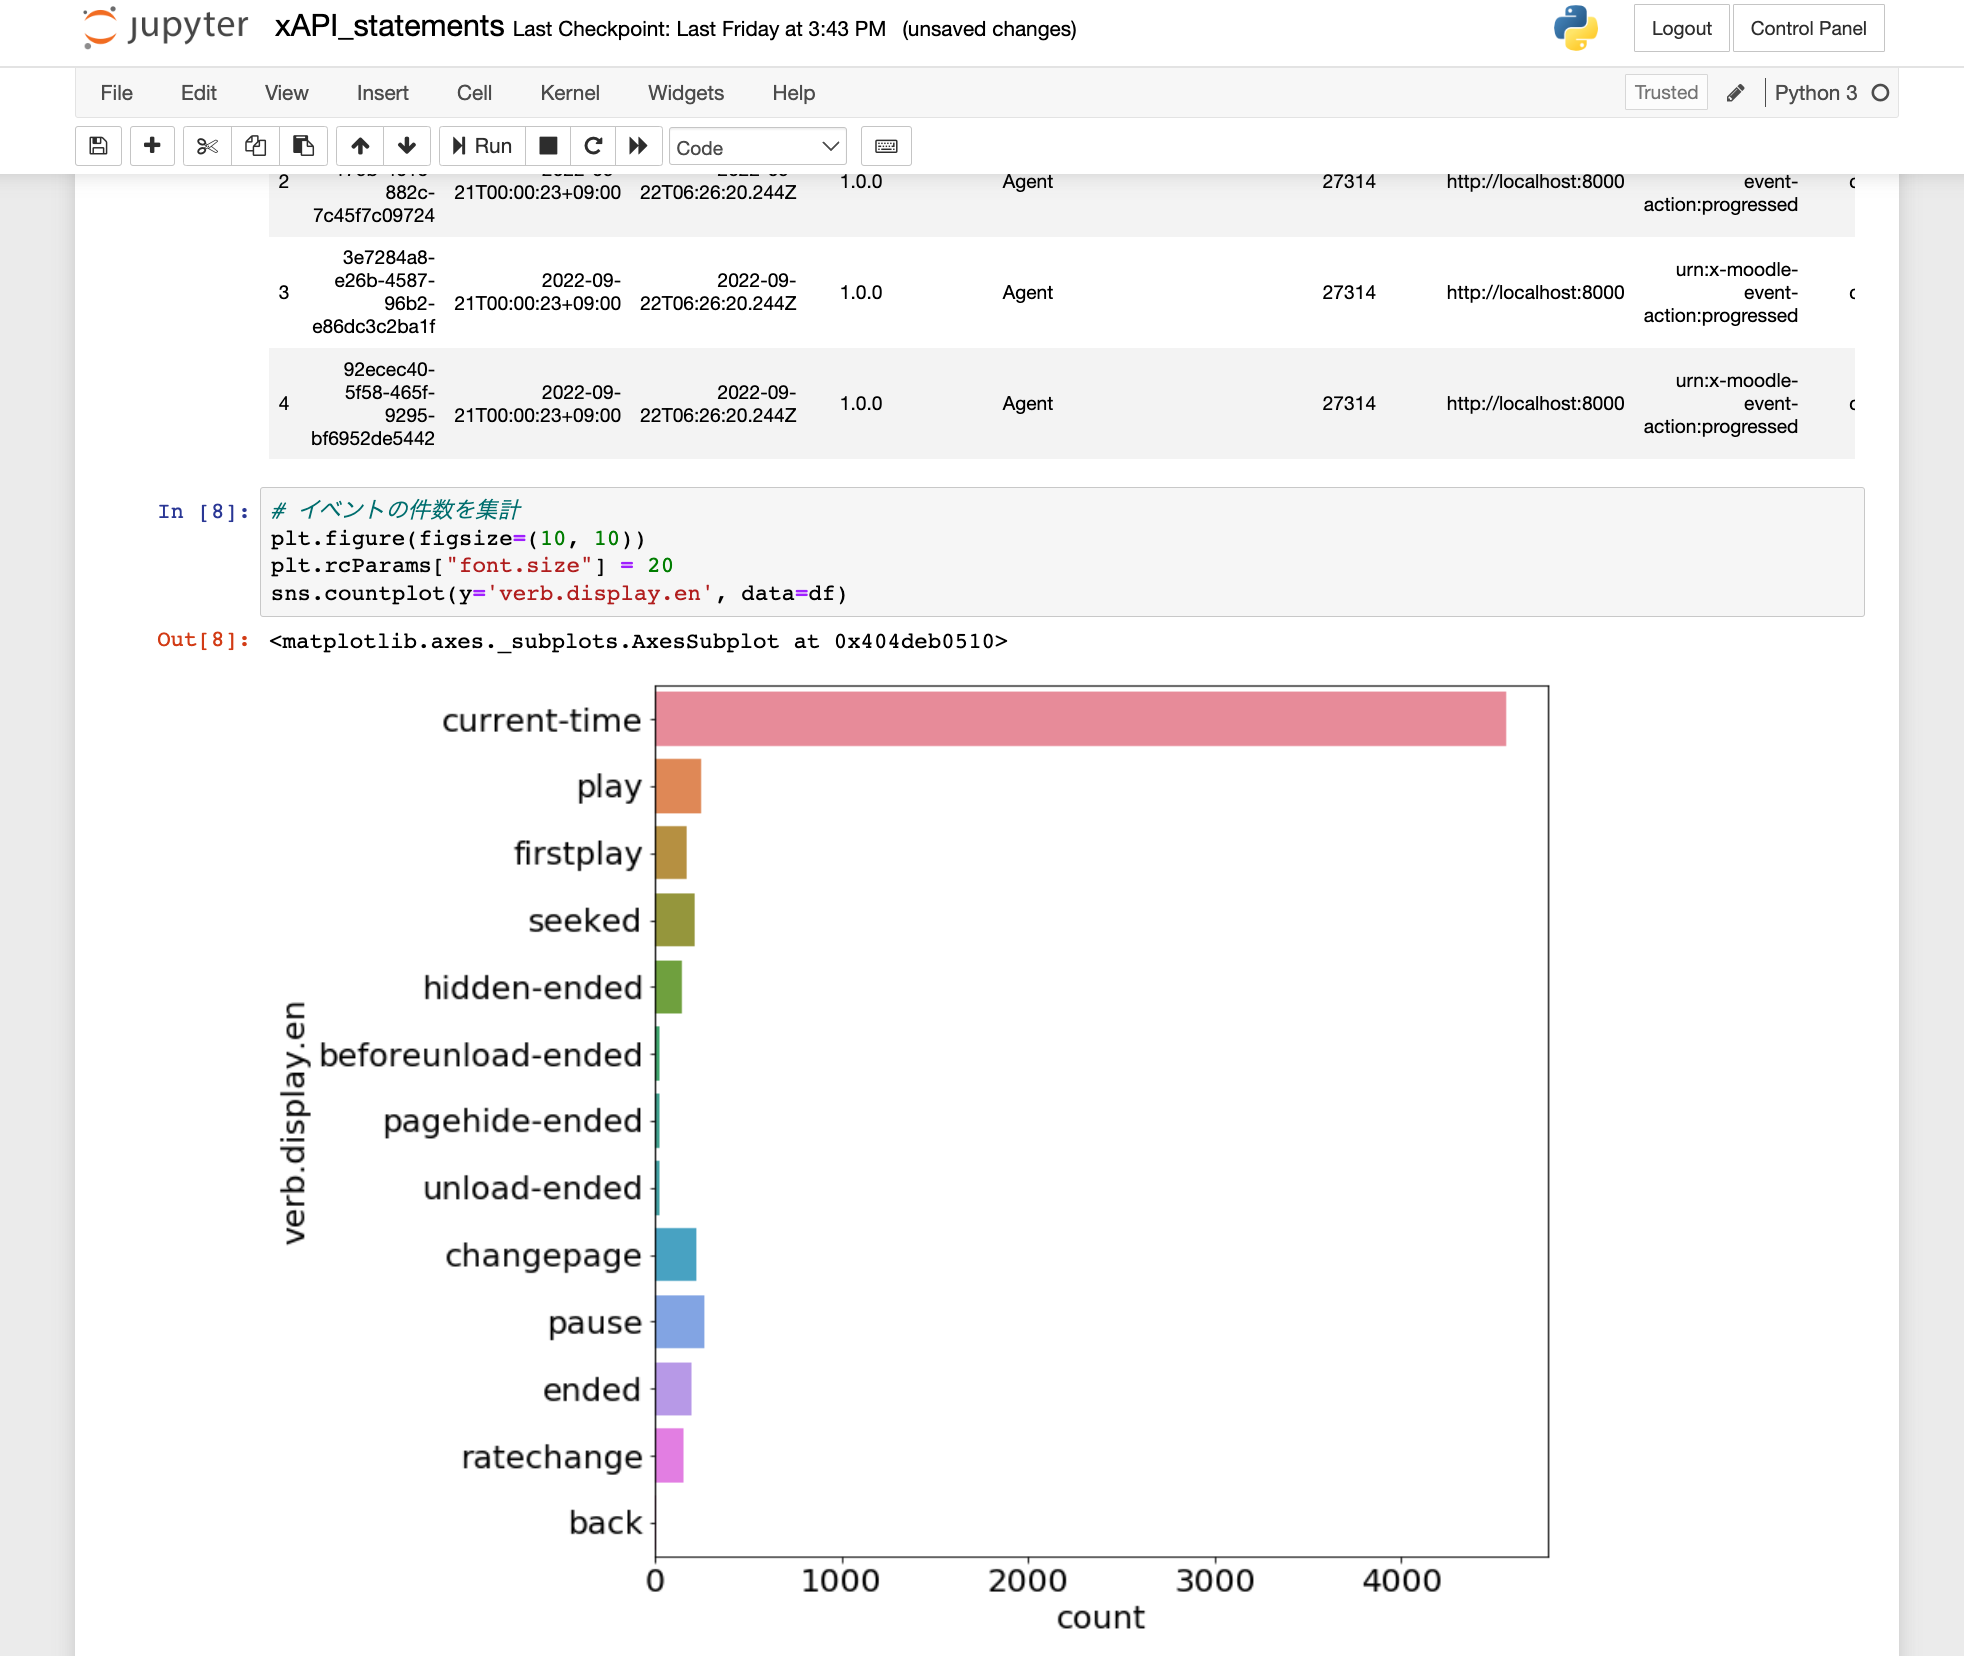 jupyter xAPI_statements Last Checkpoint: Last Friday at 3:43 PM (unsaved changes) Logout Control Panel
File Edit View Insert Cell Kernel Widgets Help Trusted Python 3
Run Code
2 882c- 21T00:00:23+09:00 22T06:26:20.244Z 1.0.0 Agent 27314 http://localhost:8000 event-
7c45f7c09724 action:progressed
3e7284a8-
e26b-4587- 2022-09- 2022-09- urn:x-moodle-
3 96b2- 21T00:00:23+09:00 22T06:26:20.244Z 1.0.0 Agent 27314 http://localhost:8000 event-
e86dc3c2ba1f action:progressed
92ecec40-
5f58-465f- 2022-09- 2022-09- urn:x-moodle-
4 9295- 21T00:00:23+09:00 22T06:26:20.244Z 1.0.0 Agent 27314 http://localhost:8000 event-
bf6952de5442 action:progressed
In [8]: # イベントの件数を集計
plt.figure(figsize=(10, 10))
plt.rcParams["font.size"] = 20
sns.countplot(y='verb.display.en', data=df)
Out[8]: <matplotlib.axes._subplots.AxesSubplot at 0x404deb0510>
verb.display.en
current-time
play
firstplay
seeked
hidden-ended
beforeunload-ended
pagehide-ended
unload-ended
changepage
pause
ended
ratechange
back
0 1000 2000 3000 4000
count